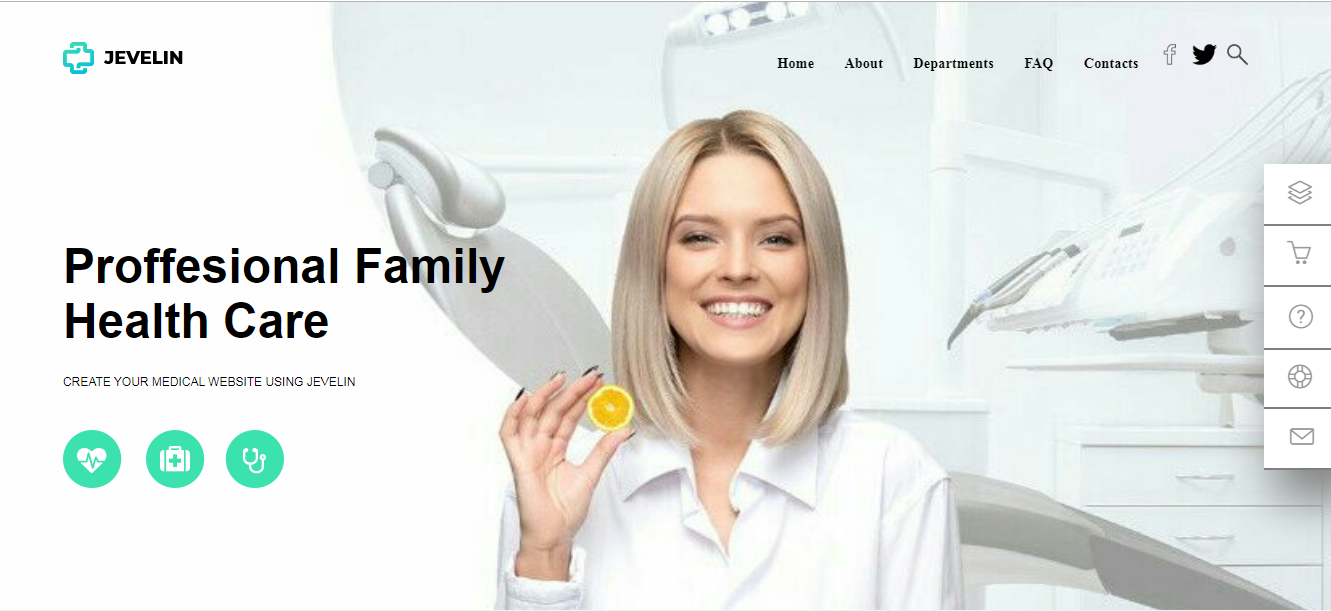 JEVELIN
Home About Departments FAQ Contacts
Proffesional Family
Health Care
CREATE YOUR MEDICAL WEBSITE USING JEVELIN